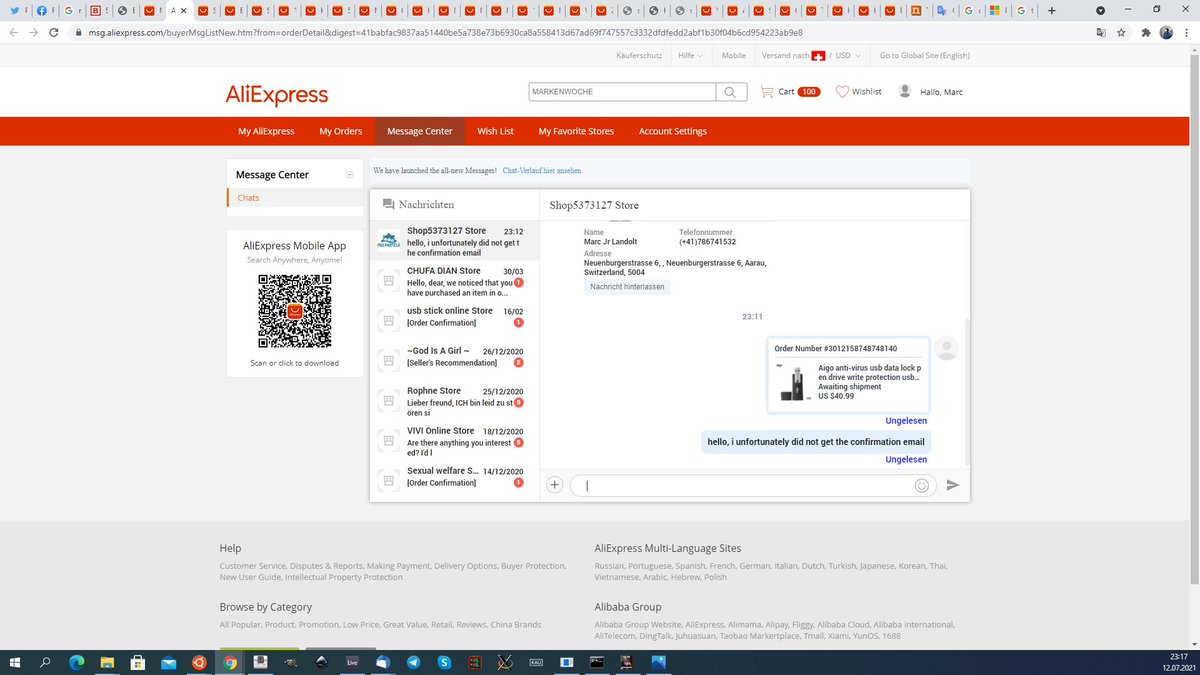 msg.aliexpress.com/buyerMsgListNew.htm?from=orderDetail&digest=41babfac9837aa51440be5a738e73b6930ca8a558413d67ad69f747557c3332dfdfedd2abf1b30f04b6cd954223ab9e8
Käuferschutz Hilfe Mobile Versand nach / USD Go to Global Site (English)
AliExpress
MARKENWOCHE
Cart 100 Wishlist Hallo, Marc
My AliExpress My Orders Message Center Wish List My Favorite Stores Account Settings
Message Center
Chats
AliExpress Mobile App
Search Anywhere, Anytime!
Scan or click to download
We have launched the all-new Messages! Chat-Verlauf hier ansehen
Nachrichten
Shop5373127 Store 23:12
hello, i unfortunately did not get t
he confirmation email
CHUFA DIAN Store 30/03
Hello, dear, we noticed that you 1
have purchased an item in o...
usb stick online Store 16/02
[Order Confirmation] 1
~God Is A Girl ~ 26/12/2020
[Seller's Recommendation] 2
Rophne Store 25/12/2020
Lieber freund, ICH bin leid zu st
ören si
VIVI Online Store 18/12/2020
Are there anything you interest
ed? I'd l
Sexual welfare S... 14/12/2020
[Order Confirmation] 1
Shop5373127 Store
Name Telefonnummer
Marc Jr Landolt (+41)786741532
Adresse
Neuenburgerstrasse 6, , Neuenburgerstrasse 6, Aarau,
Switzerland, 5004
Nachricht hinterlassen
23:11
Order Number #3012158748748140
Aigo anti-virus usb data lock p
en drive write protection usb...
Awaiting shipment
US $40.99
Ungelesen
hello, i unfortunately did not get the confirmation email
Ungelesen
Help
Customer Service, Disputes & Reports, Making Payment, Delivery Options, Buyer Protection,
New User Guide, Intellectual Property Protection
Browse by Category
All Popular, Product, Promotion, Low Price, Great Value, Retail, Reviews, China Brands
AliExpress Multi-Language Sites
Russian, Portuguese, Spanish, French, German, Italian, Dutch, Turkish, Japanese, Korean, Thai,
Vietnamese, Arabic, Hebrew, Polish
Alibaba Group
Alibaba Group Website, AliExpress, Alimama, Alipay, Fliggy, Alibaba Cloud, Alibaba International,
AliTelecom, DingTalk, Juhuasuan, Taobao Marketplace, Tmall, Xiami, YunOS, 1688
23:17
12.07.2021